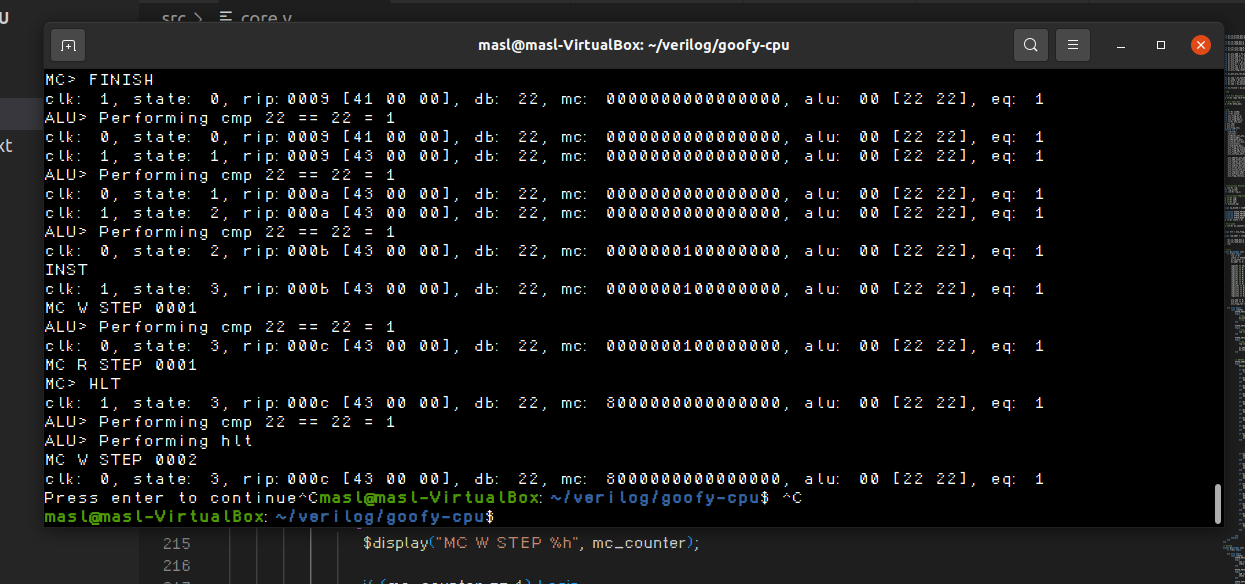 U
src > core.v
masl@masl-VirtualBox: ~/verilog/goofy-cpu
xt
MC> FINISH
clk: 1, state: 0, rip:0009 [41 00 00], db: 22, mc: 0000000000000000, alu: 00 [22 22], eq: 1
ALU> Performing cmp 22 == 22 = 1
clk: 0, state: 0, rip:0009 [41 00 00], db: 22, mc: 0000000000000000, alu: 00 [22 22], eq: 1
clk: 1, state: 1, rip:0009 [43 00 00], db: 22, mc: 0000000000000000, alu: 00 [22 22], eq: 1
ALU> Performing cmp 22 == 22 = 1
clk: 0, state: 1, rip:000a [43 00 00], db: 22, mc: 0000000000000000, alu: 00 [22 22], eq: 1
clk: 1, state: 2, rip:000a [43 00 00], db: 22, mc: 0000000000000000, alu: 00 [22 22], eq: 1
ALU> Performing cmp 22 == 22 = 1
clk: 0, state: 2, rip:000b [43 00 00], db: 22, mc: 0000000100000000, alu: 00 [22 22], eq: 1
INST
clk: 1, state: 3, rip:000b [43 00 00], db: 22, mc: 0000000100000000, alu: 00 [22 22], eq: 1
MC W STEP 0001
ALU> Performing cmp 22 == 22 = 1
clk: 0, state: 3, rip:000c [43 00 00], db: 22, mc: 0000000100000000, alu: 00 [22 22], eq: 1
MC R STEP 0001
MC> HLT
clk: 1, state: 3, rip:000c [43 00 00], db: 22, mc: 8000000000000000, alu: 00 [22 22], eq: 1
ALU> Performing cmp 22 == 22 = 1
ALU> Performing hlt
MC W STEP 0002
clk: 0, state: 3, rip:000c [43 00 00], db: 22, mc: 8000000000000000, alu: 00 [22 22], eq: 1
Press enter to continue^Cmasl@masl-VirtualBox:~/verilog/goofy-cpu$ ^C
masl@masl-VirtualBox:~/verilog/goofy-cpu$
215 $display("MC W STEP %h", mc_counter);
216